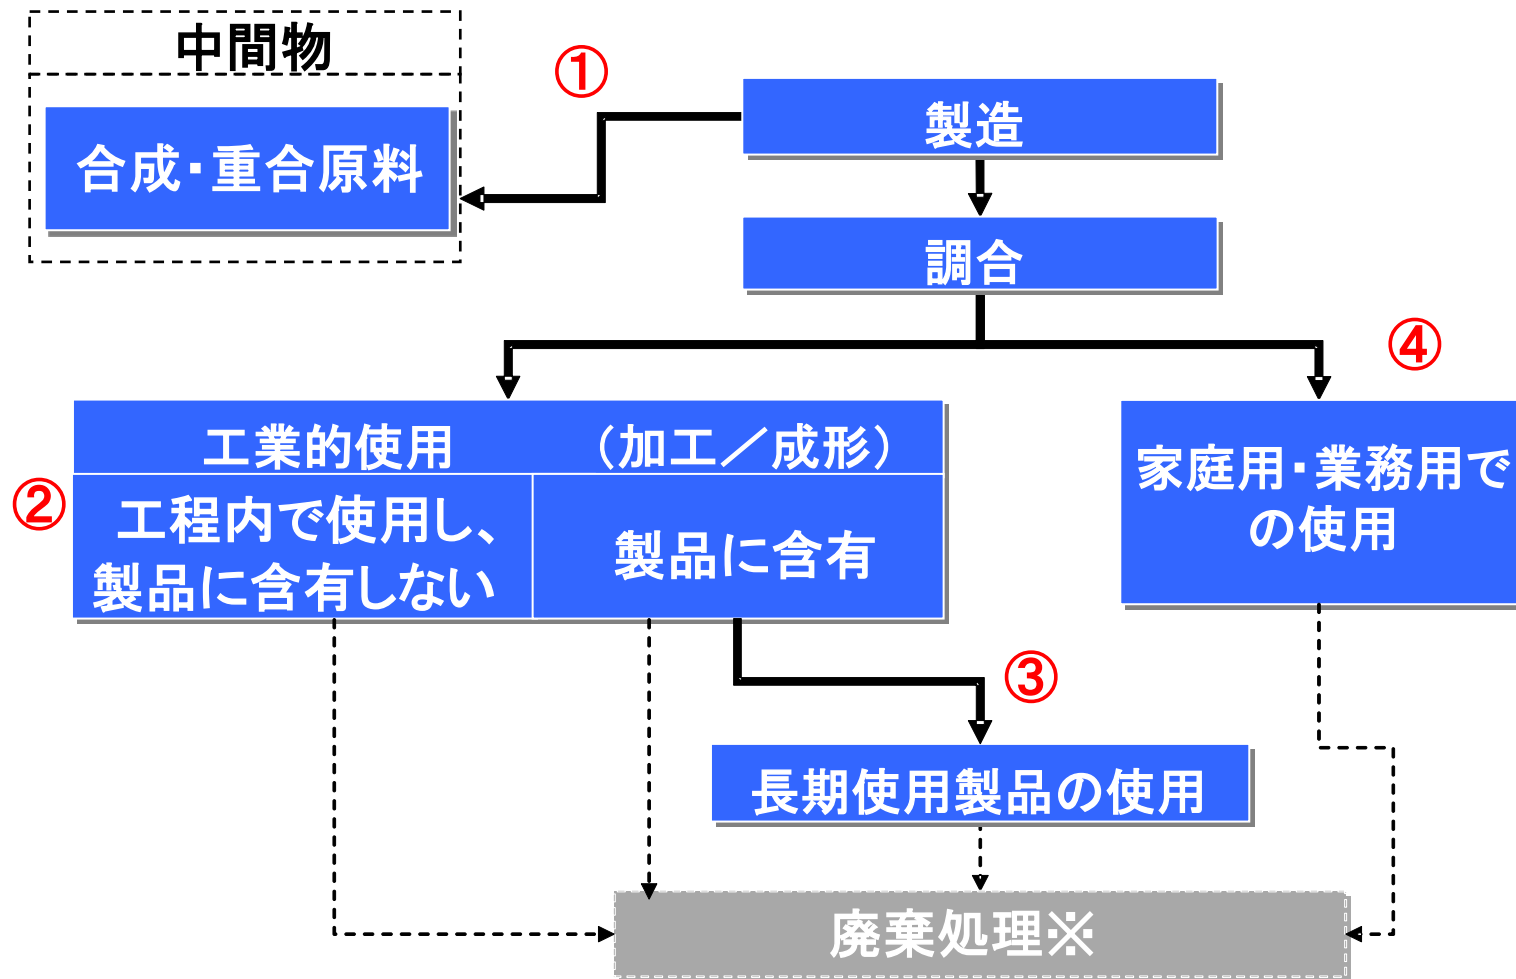 中間物
合成・重合原料
①
製造
調合
④
工業的使用　　（加工／成形）
②
工程内で使用し、
製品に含有しない
製品に含有
家庭用・業務用で
の使用
③
長期使用製品の使用
廃棄処理※